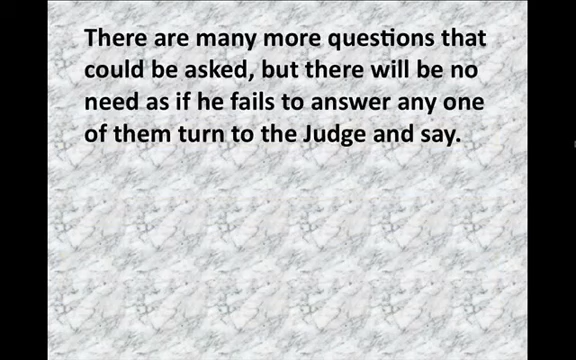 There are many more questions that
could be asked, but there will be no
need as if he fails to answer any one
of them turn to the Judge and say.